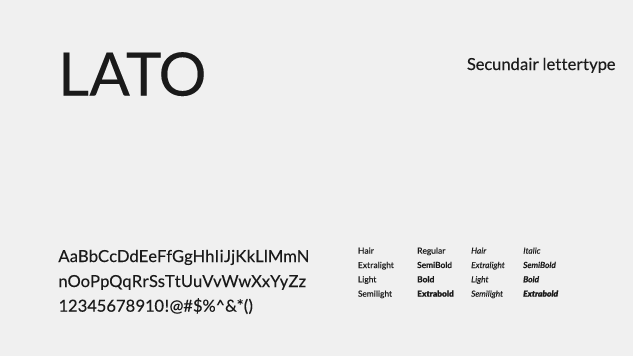 LATO
Secundair lettertype
AaBbCcDdEeFfGgHhIiJjKkLlMmN
nOoPpQqRrSsTtUuVvWwXxYyZz
12345678910!@#$%^&*()
Hair Regular Hair Italic
Extralight SemiBold Extralight SemiBold
Light Bold Light Bold
Semilight Extrabold Semilight Extrabold